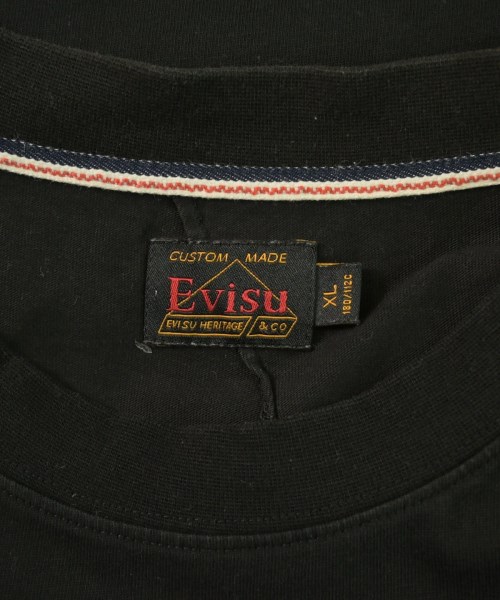 CUSTOM MADE
Evisu
EVISU HERITAGE & CO
XL
180/112C